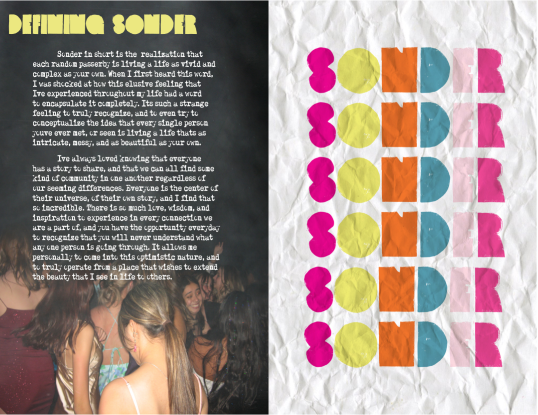 DEFINING SONDER
Sonder in short is the realization that
each random passerby is living a life as vivid and
complex as your own. When I first heard this word,
I was shocked at how this elusive feeling that
Ive experienced throughout my life had a word
to encapsulate it completely. Its such a strange
feeling to truly recognize, and to even try to
conceptualize the idea that every single person
youve ever met, or seen is living a life thats as
intricate, messy, and as beautiful as your own.
Ive always loved knowing that everyone
has a story to share, and that we can all find some
kind of community in one another regardless of
our seeming differences. Everyone is the center of
their universe, of their own story, and I find that
so incredible. There is so much love, wisdom, and
inspiration to experience in every connection we
are a part of, and you have the opportunity everyday
to recognize that you will never understand what
any one person is going through. It allows me
personally to come into this optimistic nature, and
to truly operate from a place that wishes to extend
the beauty that I see in life to others.
SONDER
SONDER
SONDER
SONDER
SONDER
SONDER